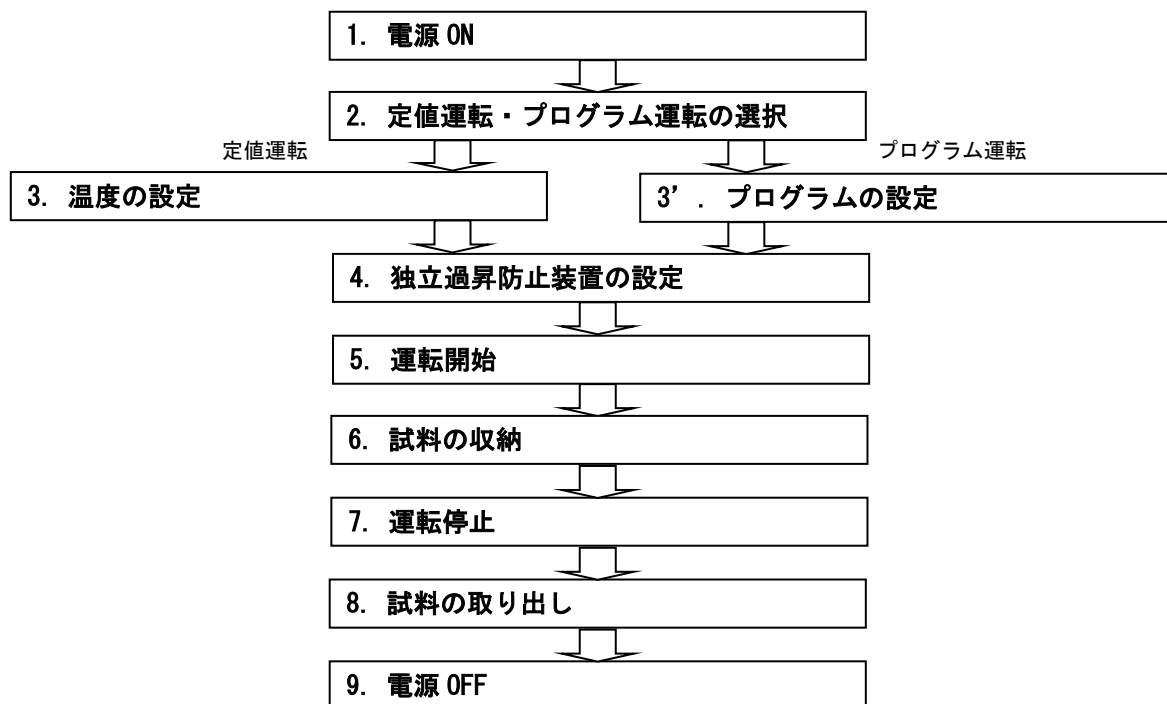 1. 電源 ON
2. 定値運転・プログラム運転の選択
定値運転
プログラム運転
3. 温度の設定
3’. プログラムの設定
4. 独立過昇防止装置の設定
5. 運転開始
6. 試料の収納
7. 運転停止
8. 試料の取り出し
9. 電源 OFF